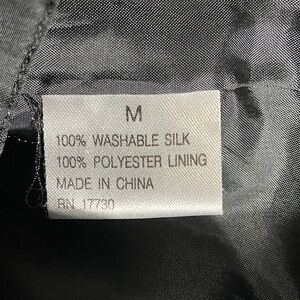 M
100% WASHABLE SILK
100% POLYESTER LINING
MADE IN CHINA
RN 17730